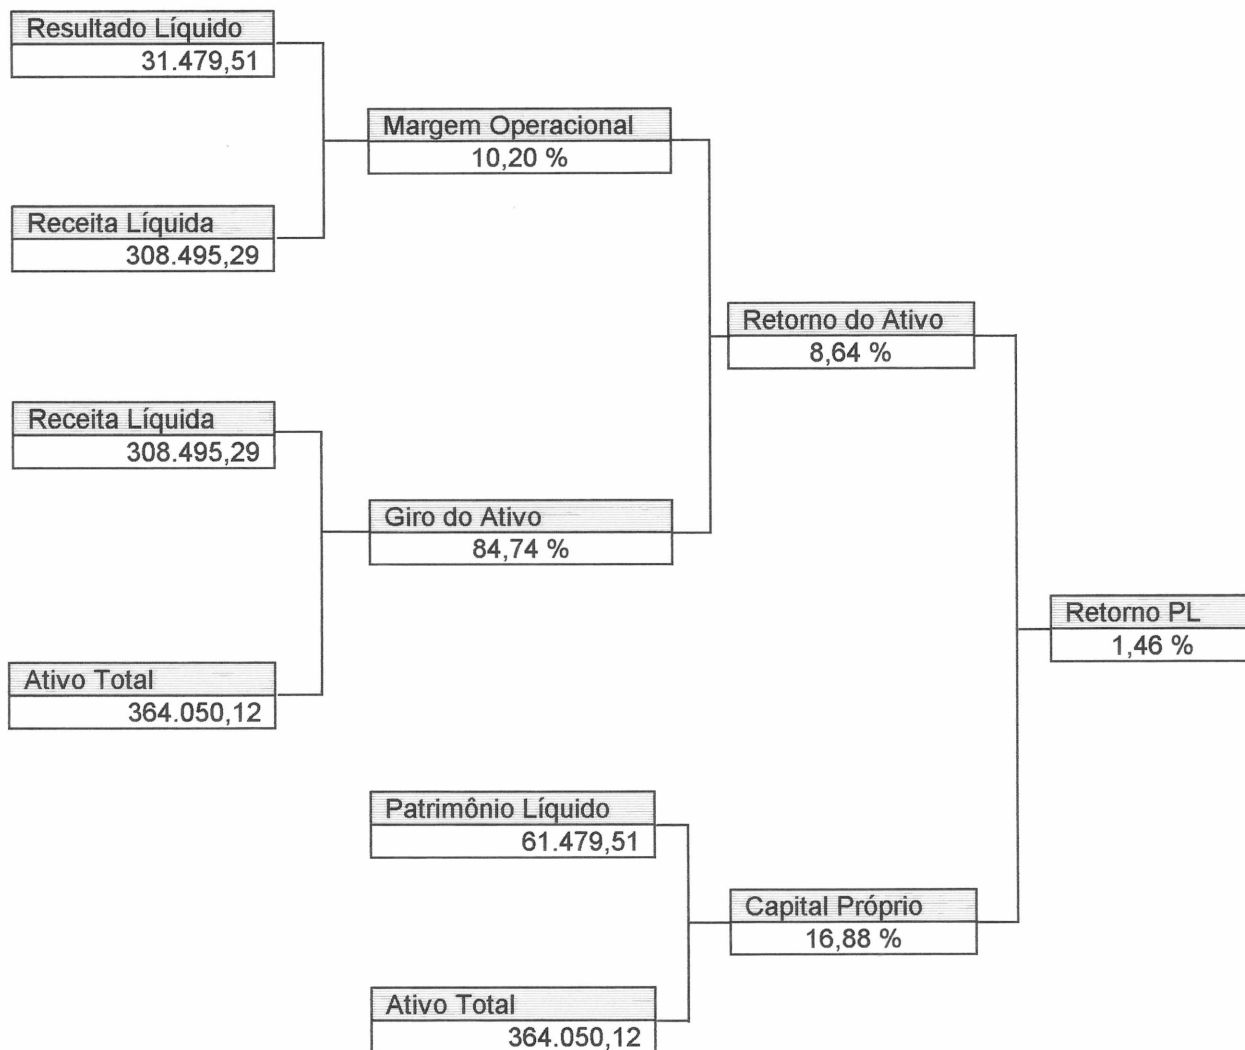 Resultado Líquido
31.479,51
Margem Operacional
10,20 %
Receita Líquida
308.495,29
Retorno do Ativo
8,64 %
Receita Líquida
308.495,29
Giro do Ativo
84,74 %
Retorno PL
1,46 %
Ativo Total
364.050,12
Patrimônio Líquido
61.479,51
Capital Próprio
16,88 %
Ativo Total
364.050,12